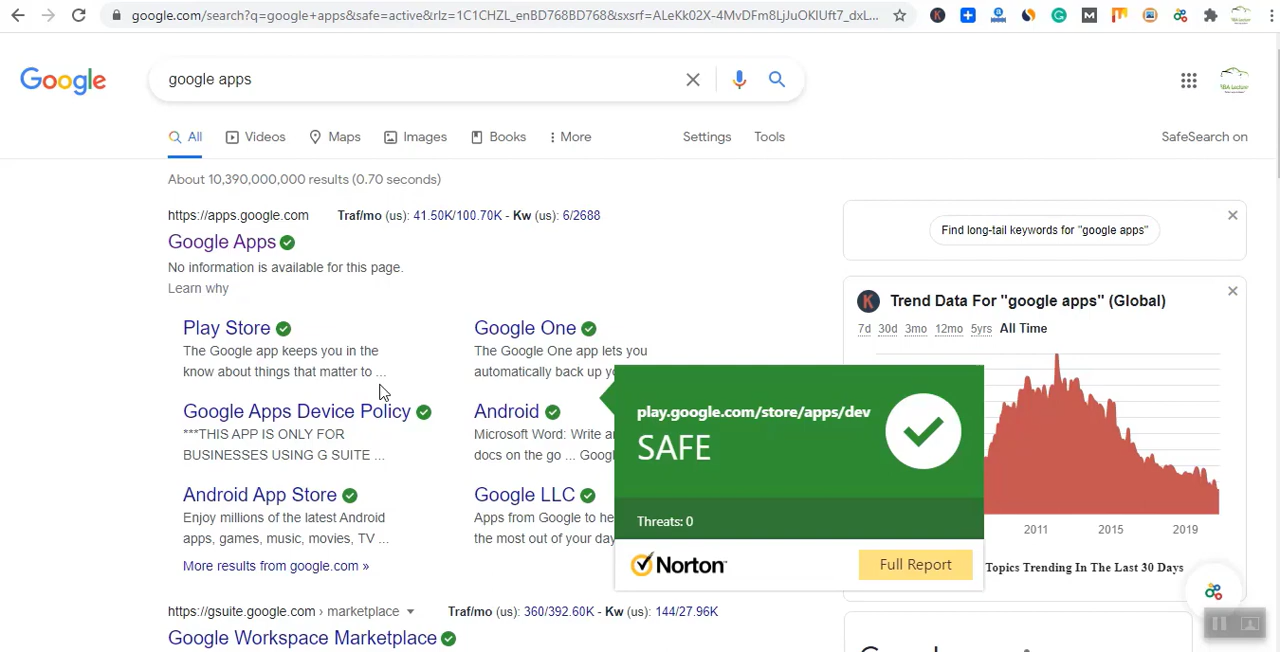 google.com/search?q=google+apps&safe=active&rlz=1C1CHZL_enBD768BD768&sxsrf=ALeKk02X-4MvDFm8LjJuOKlUft7_dxL...
Google
google apps
All Videos Maps Images Books More Settings Tools SafeSearch on
About 10,390,000,000 results (0.70 seconds)
https://apps.google.com Traf/mo (us): 41.50K/100.70K - Kw (us): 6/2688
Google Apps
No information is available for this page.
Learn why
Play Store
The Google app keeps you in the
know about things that matter to ...
Google One
The Google One app lets you
automatically back up
Google Apps Device Policy
***THIS APP IS ONLY FOR
BUSINESSES USING G SUITE ...
Android
Microsoft Word: Write
docs on the go ...
Android App Store
Enjoy millions of the latest Android
apps, games, music, movies, TV ...
Google LLC
Apps from Google to
the most out of your
More results from google.com »
https://gsuite.google.com › marketplace Traf/mo (us): 360/392.60K - Kw (us): 144/27.96K
Google Workspace Marketplace
play.google.com/store/apps/dev
SAFE
Threats: 0
Norton
Full Report
Find long-tail keywords for "google apps"
K Trend Data For "google apps" (Global)
7d 30d 3mo 12mo 5yrs All Time
2011 2015 2019
Topics Trending In The Last 30 Days